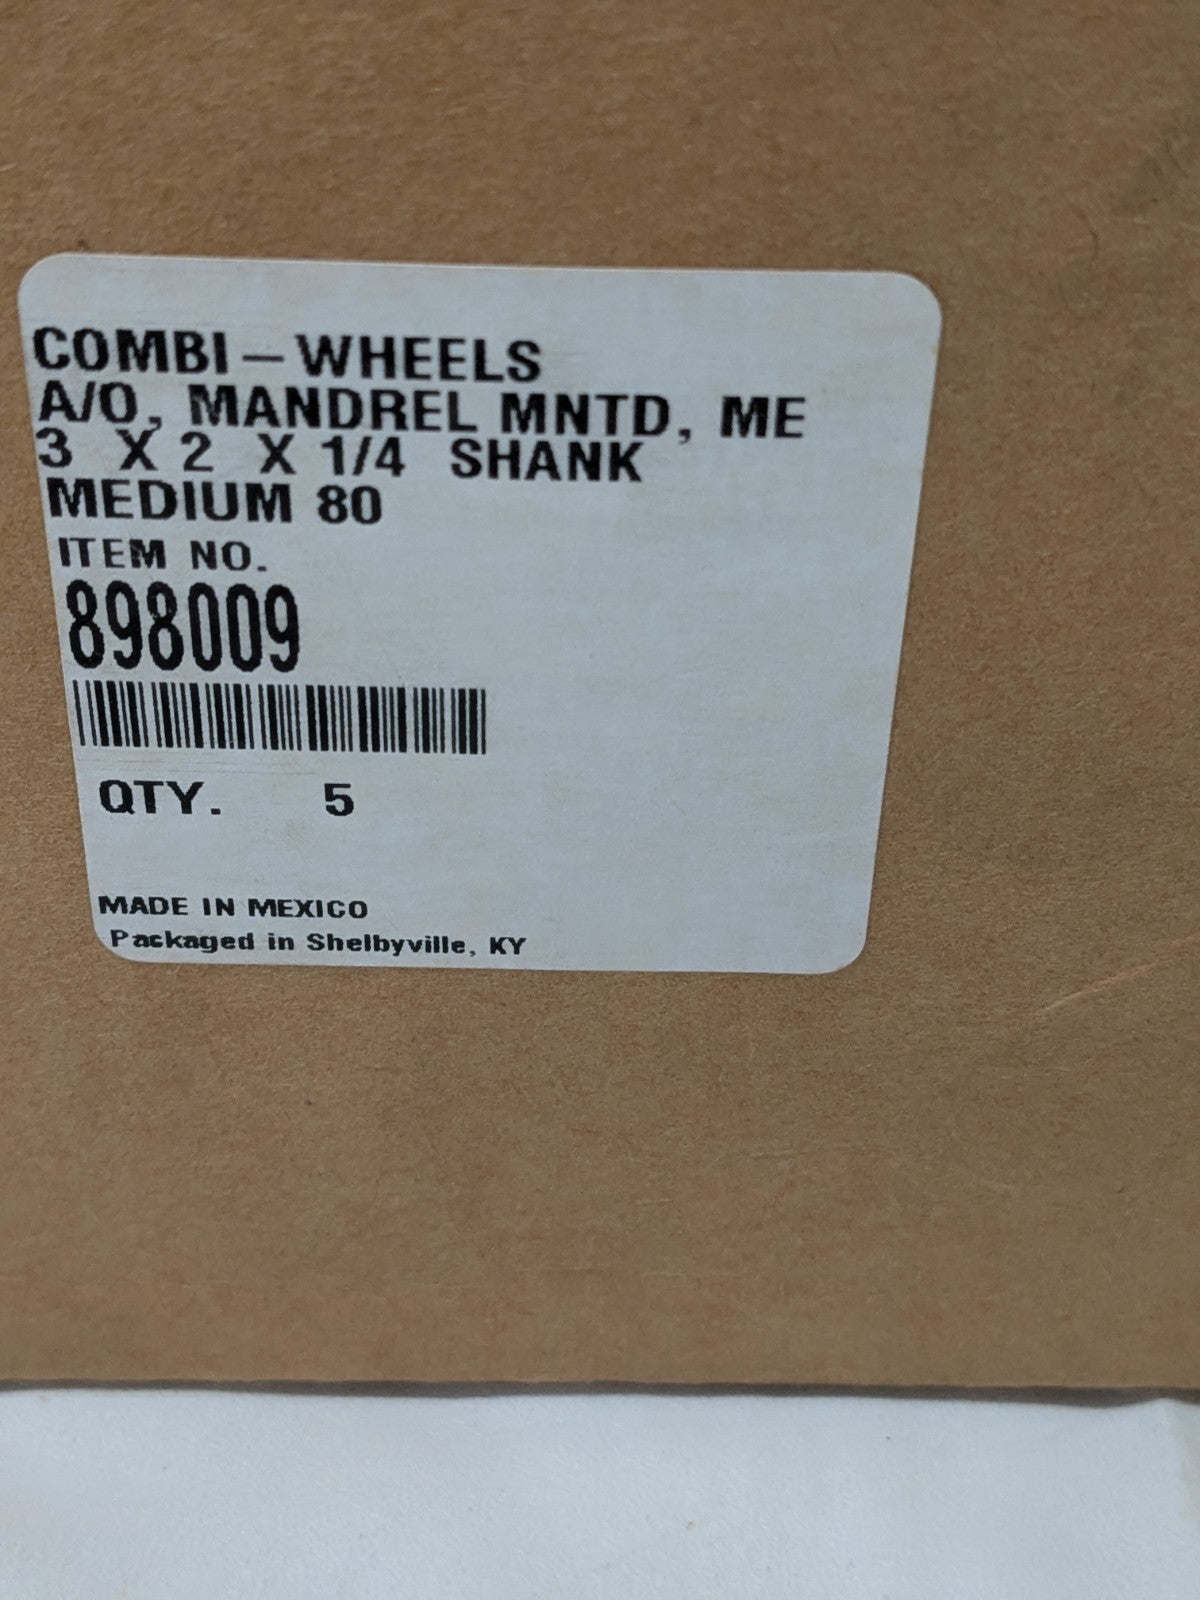 COMBI-WHEELS
A/O, MANDREL MNTD, ME
3 X 2 X 1/4 SHANK
MEDIUM 80
ITEM NO.
898009
QTY. 5
MADE IN MEXICO
Packaged in Shelbyville, KY